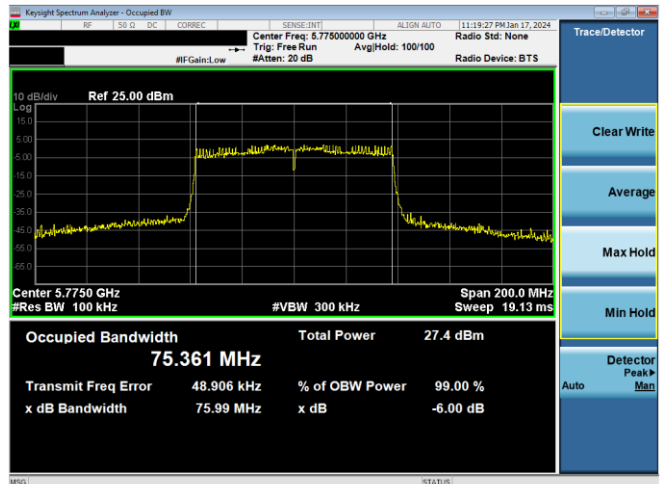 Keysight Spectrum Analyzer - Occupied BW
LXI RF 50 Ω DC CORREC SENSE:INT ALIGN AUTO 11:19:27 PM Jan 17, 2024
Center Freq: 5.775000000 GHz Radio Std: None
Trig: Free Run Avg|Hold: 100/100
#IFGain:Low #Atten: 20 dB Radio Device: BTS
Trace/Detector
10 dB/div Ref 25.00 dBm
Log
15.0
5.00
-5.00
-15.0
-25.0
-35.0
-45.0
-55.0
-65.0
Clear Write
Average
Max Hold
Min Hold
Detector
Peak▶
Auto Man
Center 5.7750 GHz Span 200.0 MHz
#Res BW 100 kHz #VBW 300 kHz Sweep 19.13 ms
Occupied Bandwidth Total Power 27.4 dBm
75.361 MHz
Transmit Freq Error 48.906 kHz % of OBW Power 99.00 %
x dB Bandwidth 75.99 MHz x dB -6.00 dB
MSG STATUS